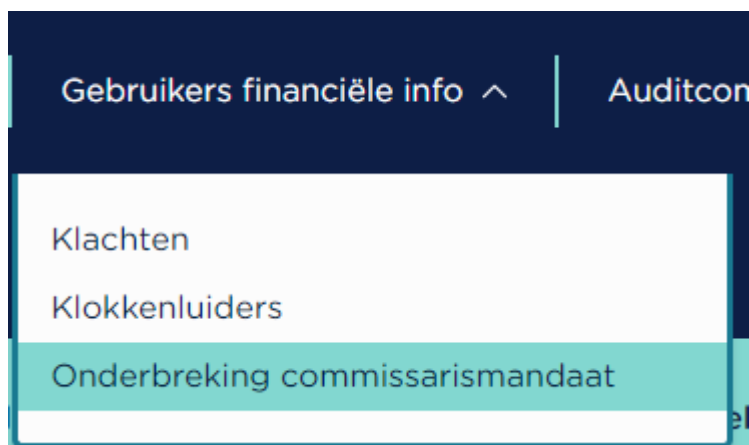 Gebruikers financiële info
Klachten
Klokkenluiders
Onderbreking commissarismandaat